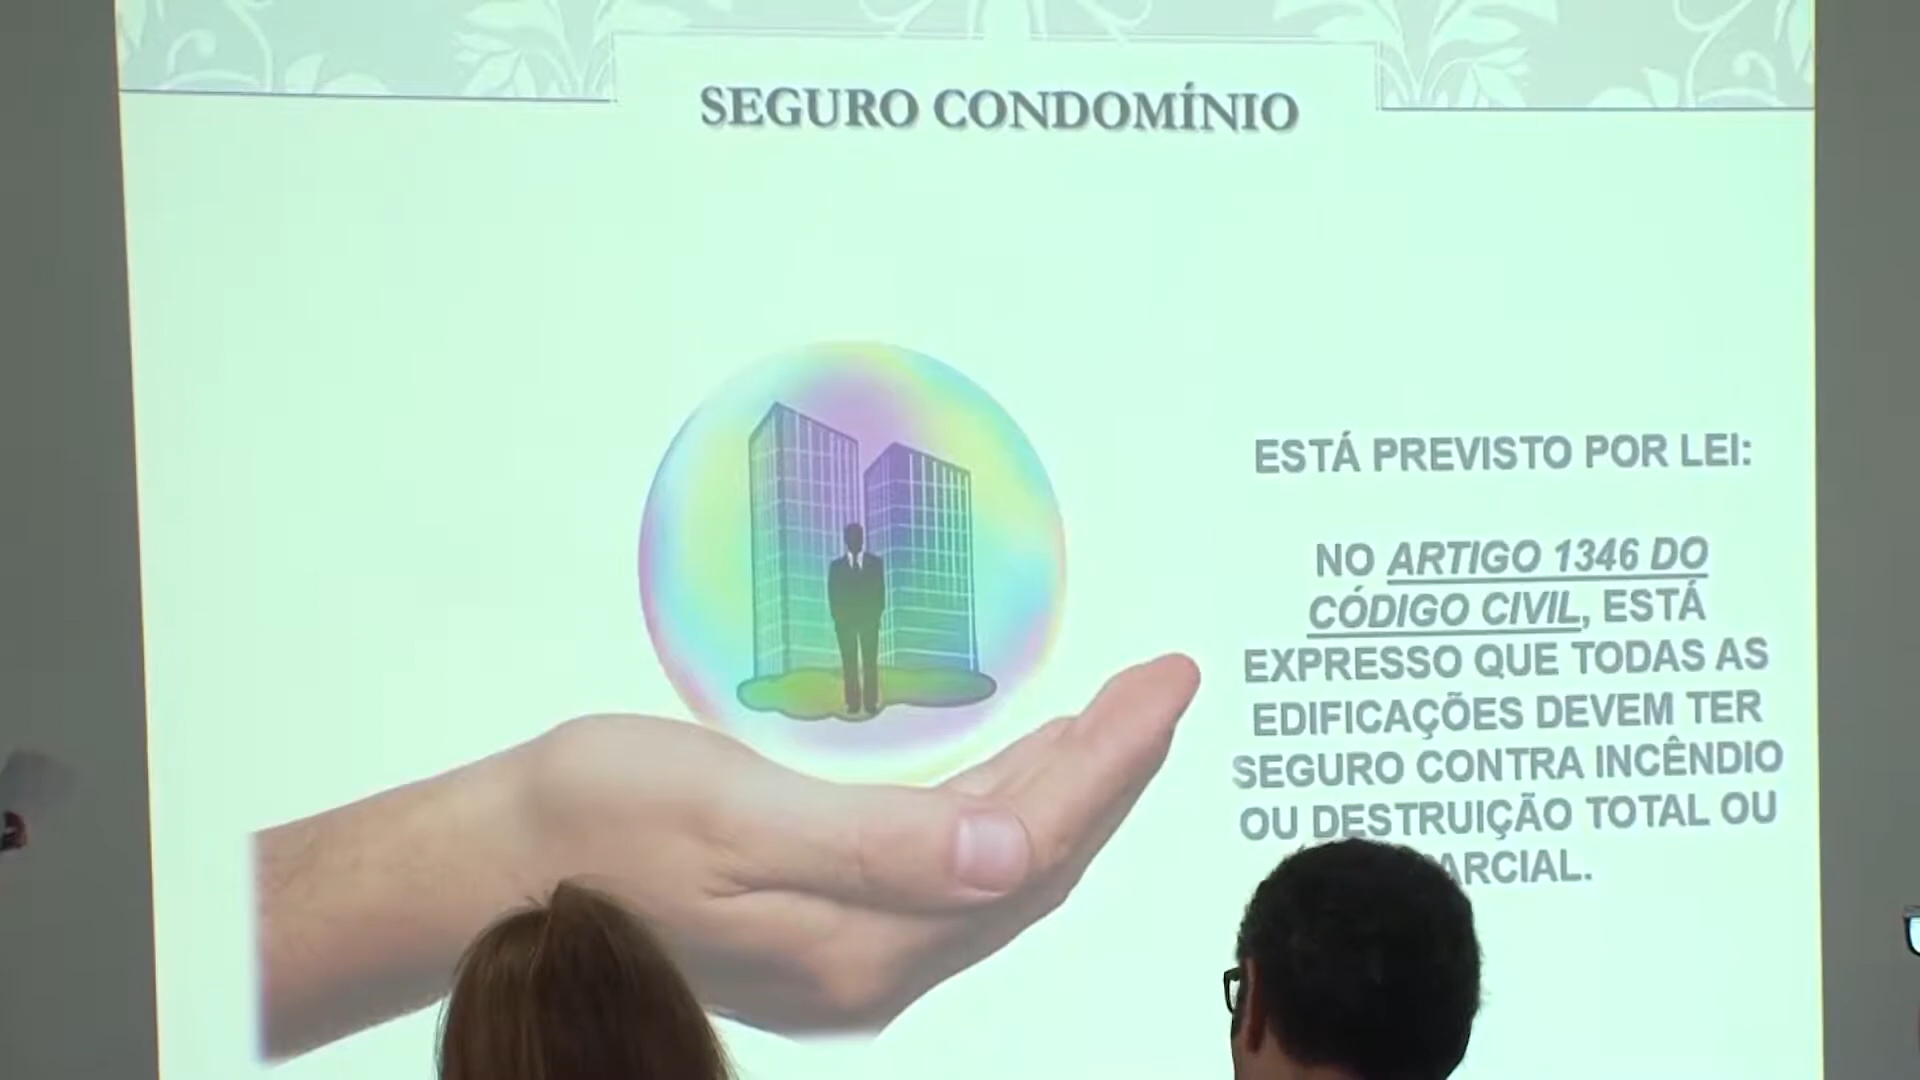 SEGURO CONDOMÍNIO
ESTÁ PREVISTO POR LEI:
NO ARTIGO 1346 DO
CÓDIGO CIVIL, ESTÁ
EXPRESSO QUE TODAS AS
EDIFICAÇÕES DEVEM TER
SEGURO CONTRA INCÊNDIO
OU DESTRUIÇÃO TOTAL OU
ARCIAL.